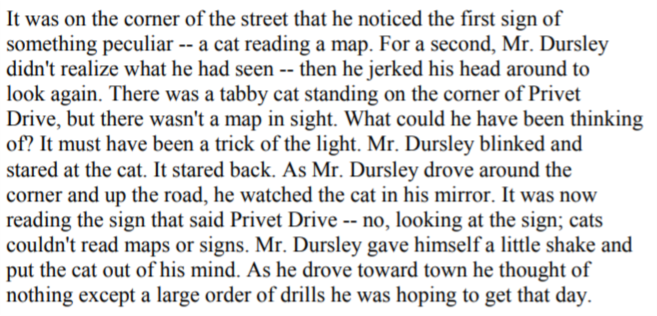 It was on the corner of the street that he noticed the first sign of
something peculiar -- a cat reading a map. For a second, Mr. Dursley
didn't realize what he had seen -- then he jerked his head around to
look again. There was a tabby cat standing on the corner of Privet
Drive, but there wasn't a map in sight. What could he have been thinking
of? It must have been a trick of the light. Mr. Dursley blinked and
stared at the cat. It stared back. As Mr. Dursley drove around the
corner and up the road, he watched the cat in his mirror. It was now
reading the sign that said Privet Drive -- no, looking at the sign; cats
couldn't read maps or signs. Mr. Dursley gave himself a little shake and
put the cat out of his mind. As he drove toward town he thought of
nothing except a large order of drills he was hoping to get that day.